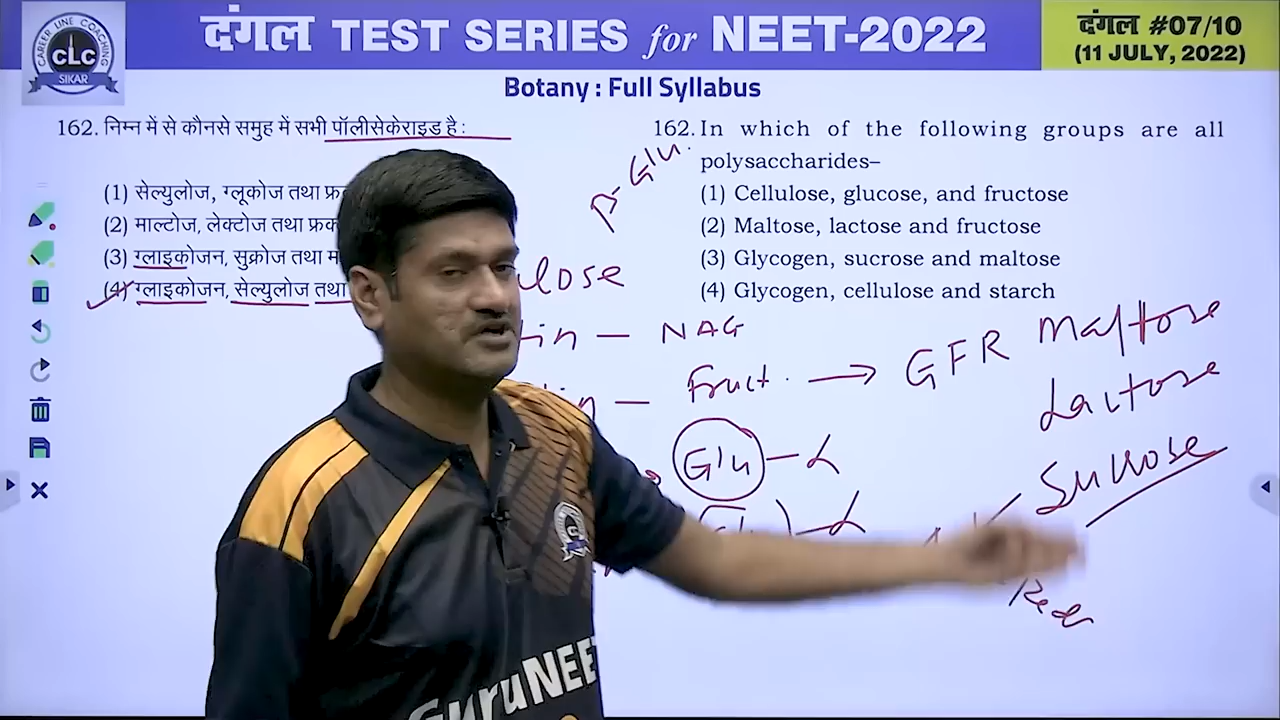 दंगल TEST SERIES for NEET-2022
दंगल #07/10
(11 JULY, 2022)
CAREER LINE COACHING
CLC
SIKAR
Botany : Full Syllabus
162. निम्न में से कौनसे समुह में सभी पॉलीसेकेराइड है :
(1) सेल्युलोज, ग्लूकोज तथा
(2) माल्टोज, लेक्टोज तथा
(3) ग्लाइकोजन, सुक्रोज तथा
(4) ग्लाइकोजन, सेल्युलोज तथा
162. In which of the following groups are all
polysaccharides–
(1) Cellulose, glucose, and fructose
(2) Maltose, lactose and fructose
(3) Glycogen, sucrose and maltose
(4) Glycogen, cellulose and starch
β-Glu.
lose
tin – NAG
Fruct. → GFR
Glu – α
Maltose
Lactose
Sucrose
GuruNEET